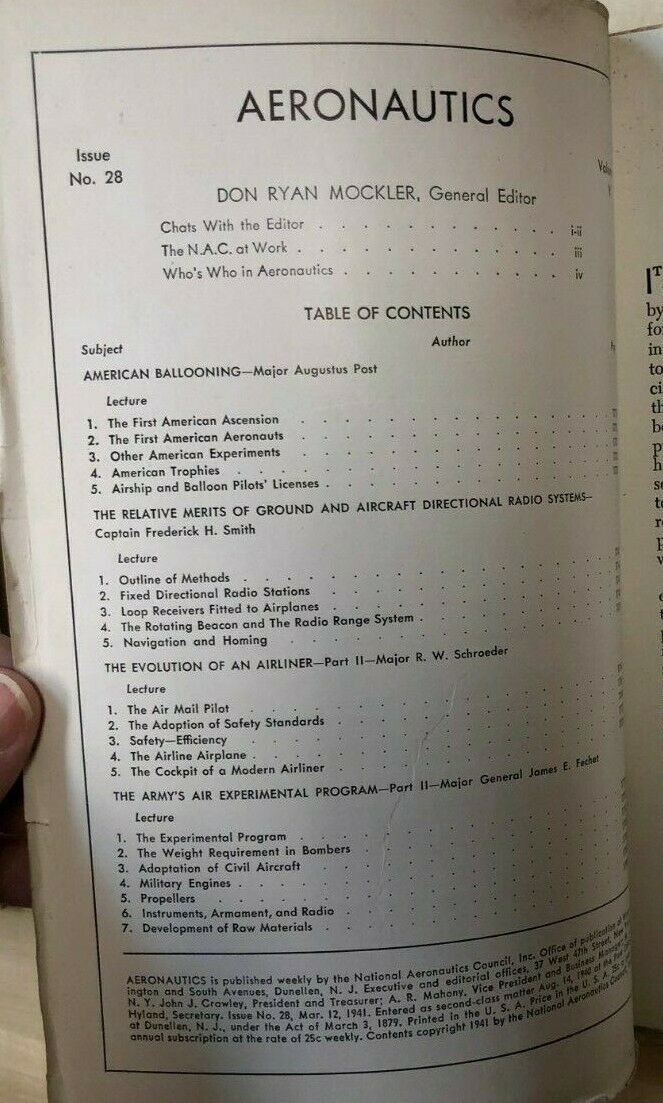 AERONAUTICS
Issue
No. 28
DON RYAN MOCKLER, General Editor
Chats With the Editor . . . . . . . . . . . . i-ii
The N.A.C. at Work . . . . . . . . . . . . . iii
Who's Who in Aeronautics . . . . . . . . . . . iv
TABLE OF CONTENTS
Subject Author
AMERICAN BALLOONING—Major Augustus Post
Lecture
1. The First American Ascension
2. The First American Aeronauts
3. Other American Experiments
4. American Trophies
5. Airship and Balloon Pilots' Licenses
THE RELATIVE MERITS OF GROUND AND AIRCRAFT DIRECTIONAL RADIO SYSTEMS—
Captain Frederick H. Smith
Lecture
1. Outline of Methods
2. Fixed Directional Radio Stations
3. Loop Receivers Fitted to Airplanes
4. The Rotating Beacon and The Radio Range System
5. Navigation and Homing
THE EVOLUTION OF AN AIRLINER—Part II—Major R. W. Schroeder
Lecture
1. The Air Mail Pilot
2. The Adoption of Safety Standards
3. Safety—Efficiency
4. The Airline Airplane
5. The Cockpit of a Modern Airliner
THE ARMY'S AIR EXPERIMENTAL PROGRAM—Part II—Major General James E. Fechet
Lecture
1. The Experimental Program
2. The Weight Requirement in Bombers
3. Adaptation of Civil Aircraft
4. Military Engines
5. Propellers
6. Instruments, Armament, and Radio
7. Development of Raw Materials
AERONAUTICS is published weekly by the National Aeronautics Council, Inc. Office of publication at
ington and South Avenues, Dunellen, N. J. Executive and editorial offices, 37 West 47th Street, New
N. Y. John J. Crawley, President and Treasurer; A. R. Mahony, Vice President and Business Manager;
Hyland, Secretary. Issue No. 28, Mar. 12, 1941. Entered as second-class matter Aug. 14, 1940 at the Post
at Dunellen, N. J., under the Act of March 3, 1879. Printed in the U. S. A. Price in the U. S. A.
annual subscription at the rate of 25c weekly. Contents copyright 1941 by the National Aeronautics Council